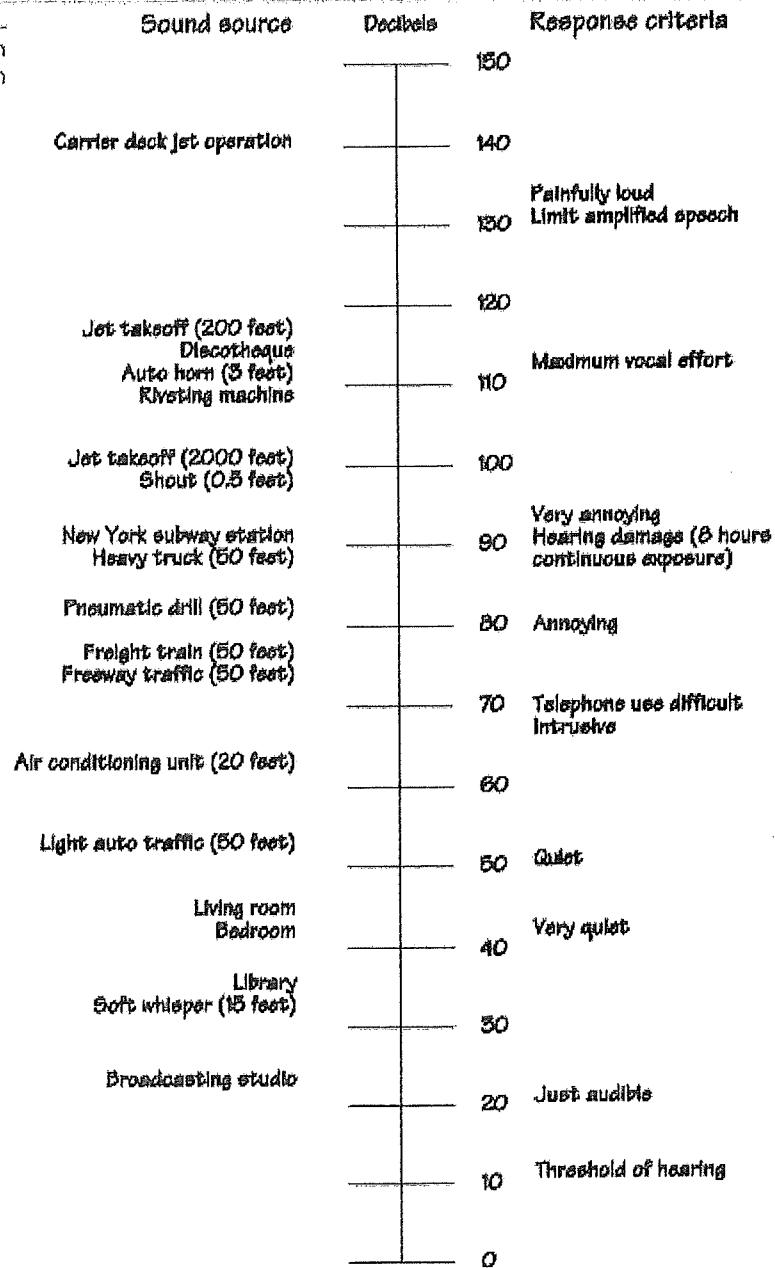 Sound source Decibels Response criteria
150
Carrier deck jet operation 140
Painfully loud
130 Limit amplified speech
120
Jet takeoff (200 feet)
Discotheque
Auto horn (3 feet) Maximum vocal effort
Riveting machine 110
Jet takeoff (2000 feet) 100
Shout (0.5 feet)
Very annoying
New York subway station 90 Hearing damage (8 hours
Heavy truck (50 feet) continuous exposure)
Pneumatic drill (50 feet)
80 Annoying
Freight train (50 feet)
Freeway traffic (50 feet)
70 Telephone use difficult
Intrusive
Air conditioning unit (20 feet)
60
Light auto traffic (50 feet)
50 Quiet
Living room
Bedroom Very quiet
40
Library
Soft whisper (15 feet)
30
Broadcasting studio
20 Just audible
10 Threshold of hearing
0